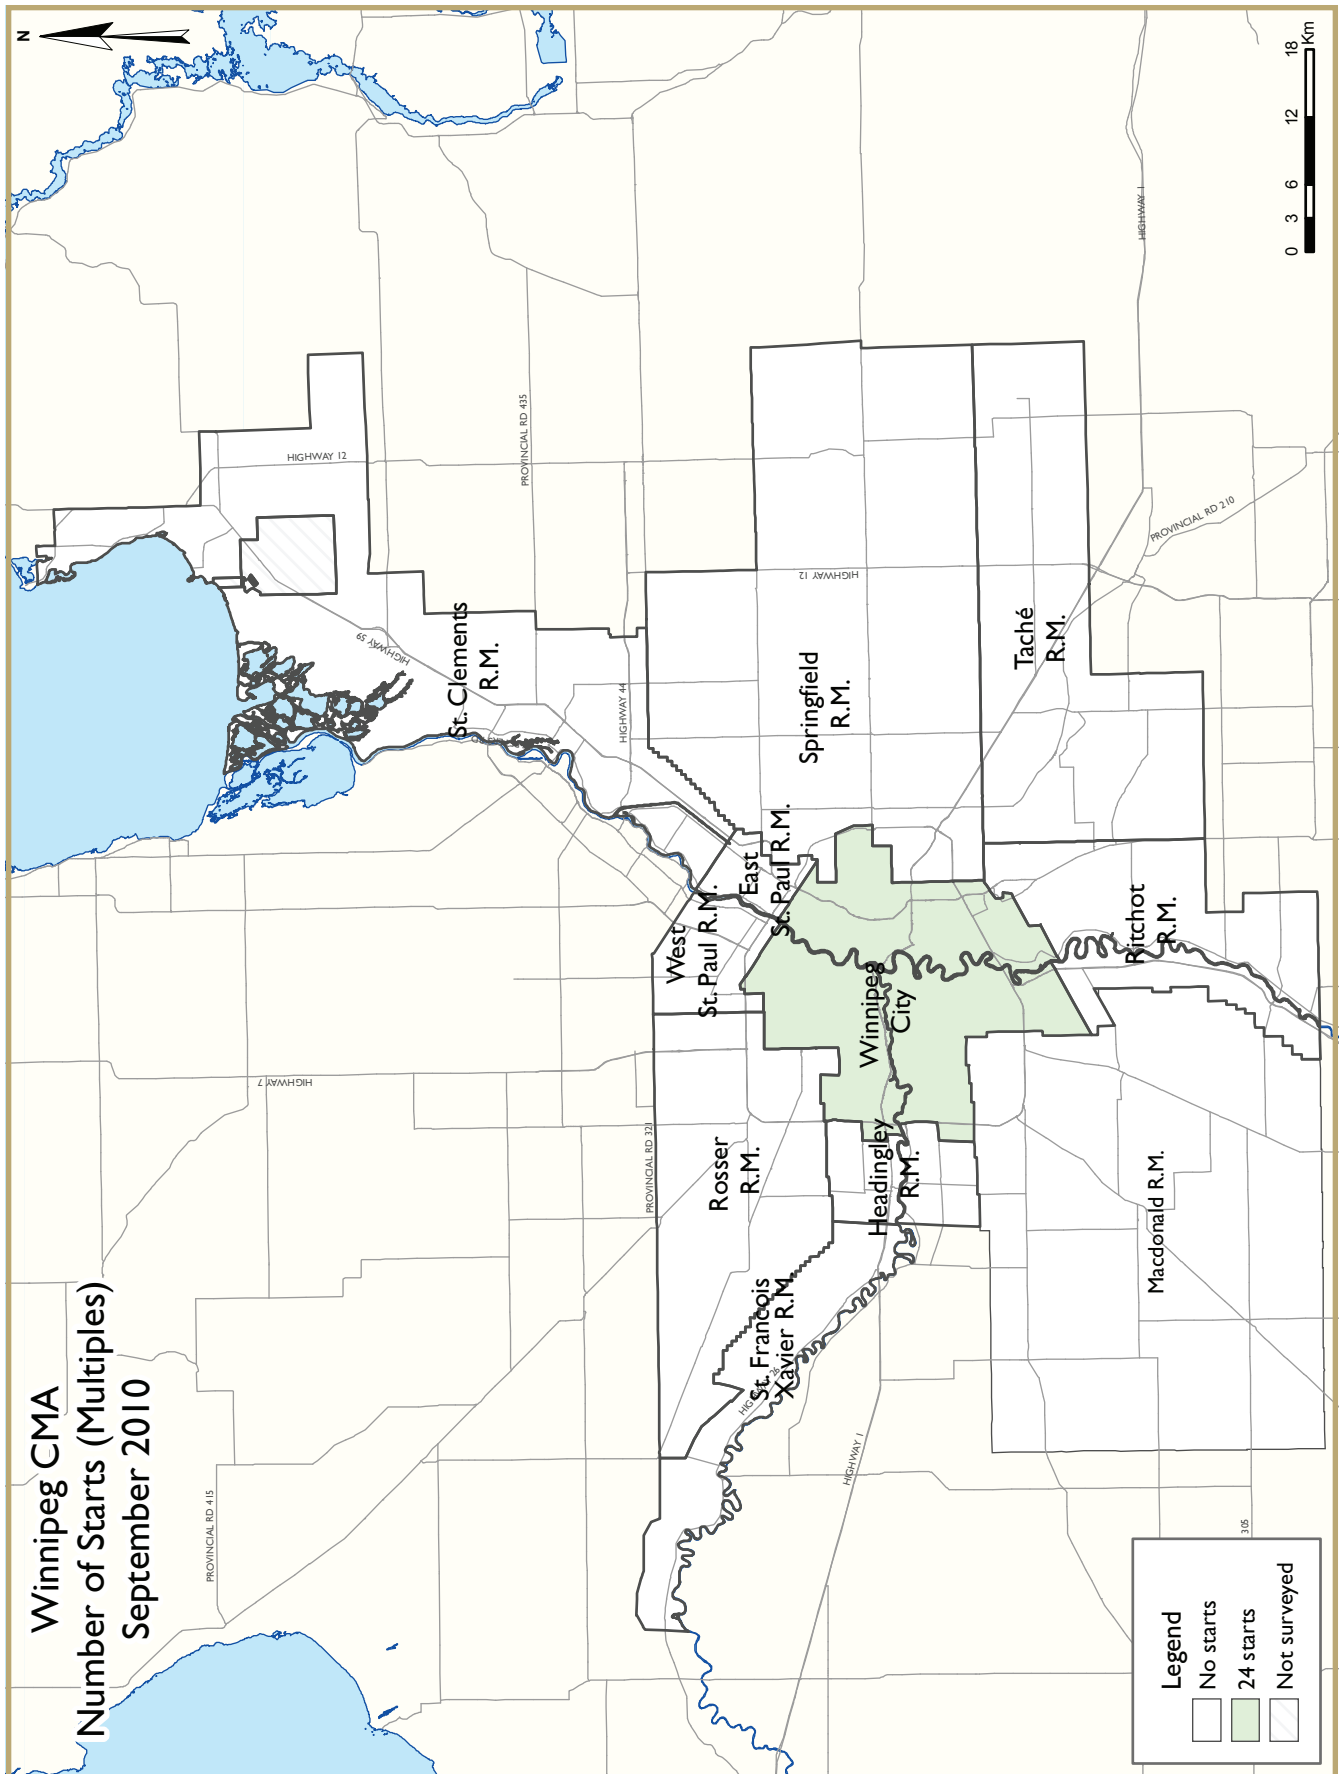 Winnipeg CMA
Number of Starts (Multiples)
September 2010
N
PROVINCIAL RD 415
HIGHWAY 7
HIGHWAY 12
HIGHWAY 59
PROVINCIAL RD 435
St. Clements
R.M.
HIGHWAY 44
PROVINCIAL RD 321
West
St. Paul R.M.
East
St. Paul R.M.
Rosser
R.M.
St. Francois
Xavier R.M.
HIGHWAY 26
Springfield
R.M.
HIGHWAY 12
Winnipeg
City
Headingley
R.M.
HIGHWAY 1
Taché
R.M.
HIGHWAY 1
PROVINCIAL RD 210
Ritchot
R.M.
Macdonald R.M.
305
Legend
No starts
24 starts
Not surveyed
0 3 6 12 18
Km